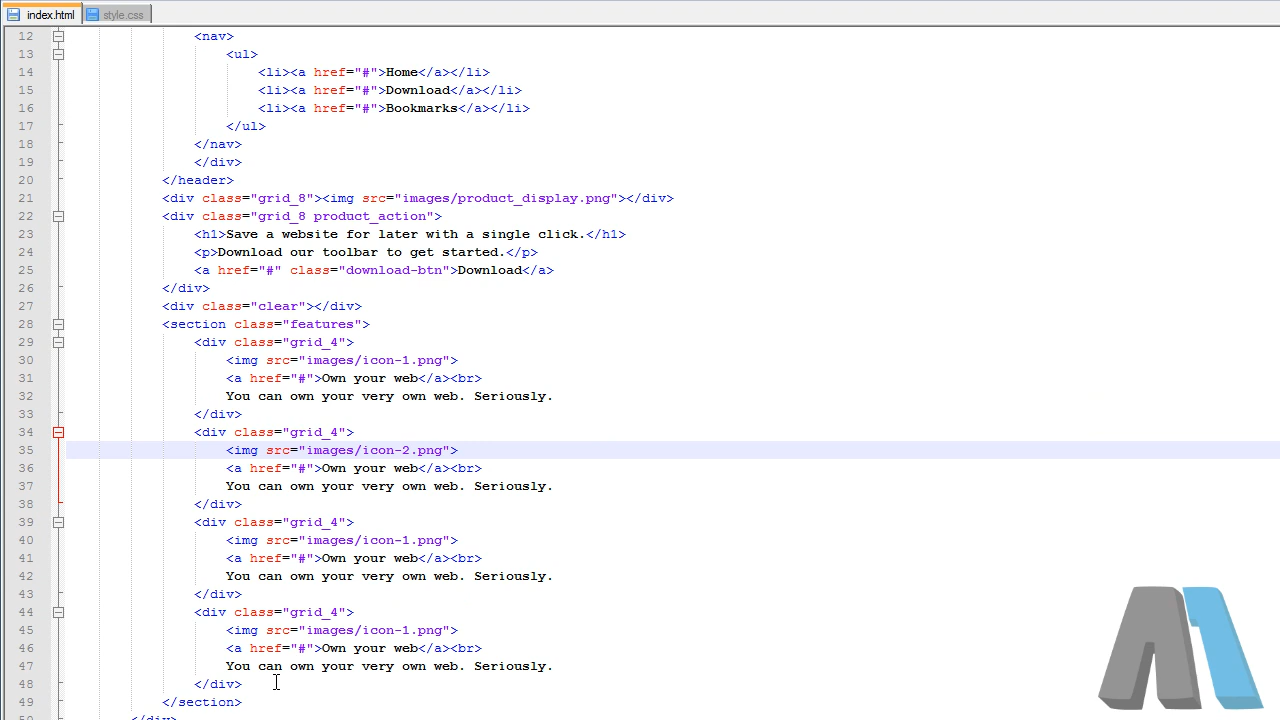 index.html style.css
12 <nav>
13 <ul>
14 <li><a href="#">Home</a></li>
15 <li><a href="#">Download</a></li>
16 <li><a href="#">Bookmarks</a></li>
17 </ul>
18 </nav>
19 </div>
20 </header>
21 <div class="grid_8"><img src="images/product_display.png"></div>
22 <div class="grid_8 product_action">
23 <h1>Save a website for later with a single click.</h1>
24 <p>Download our toolbar to get started.</p>
25 <a href="#" class="download-btn">Download</a>
26 </div>
27 <div class="clear"></div>
28 <section class="features">
29 <div class="grid_4">
30 <img src="images/icon-1.png">
31 <a href="#">Own your web</a><br>
32 You can own your very own web. Seriously.
33 </div>
34 <div class="grid_4">
35 <img src="images/icon-2.png">
36 <a href="#">Own your web</a><br>
37 You can own your very own web. Seriously.
38 </div>
39 <div class="grid_4">
40 <img src="images/icon-1.png">
41 <a href="#">Own your web</a><br>
42 You can own your very own web. Seriously.
43 </div>
44 <div class="grid_4">
45 <img src="images/icon-1.png">
46 <a href="#">Own your web</a><br>
47 You can own your very own web. Seriously.
48 </div>
49 </section>
50 </div>